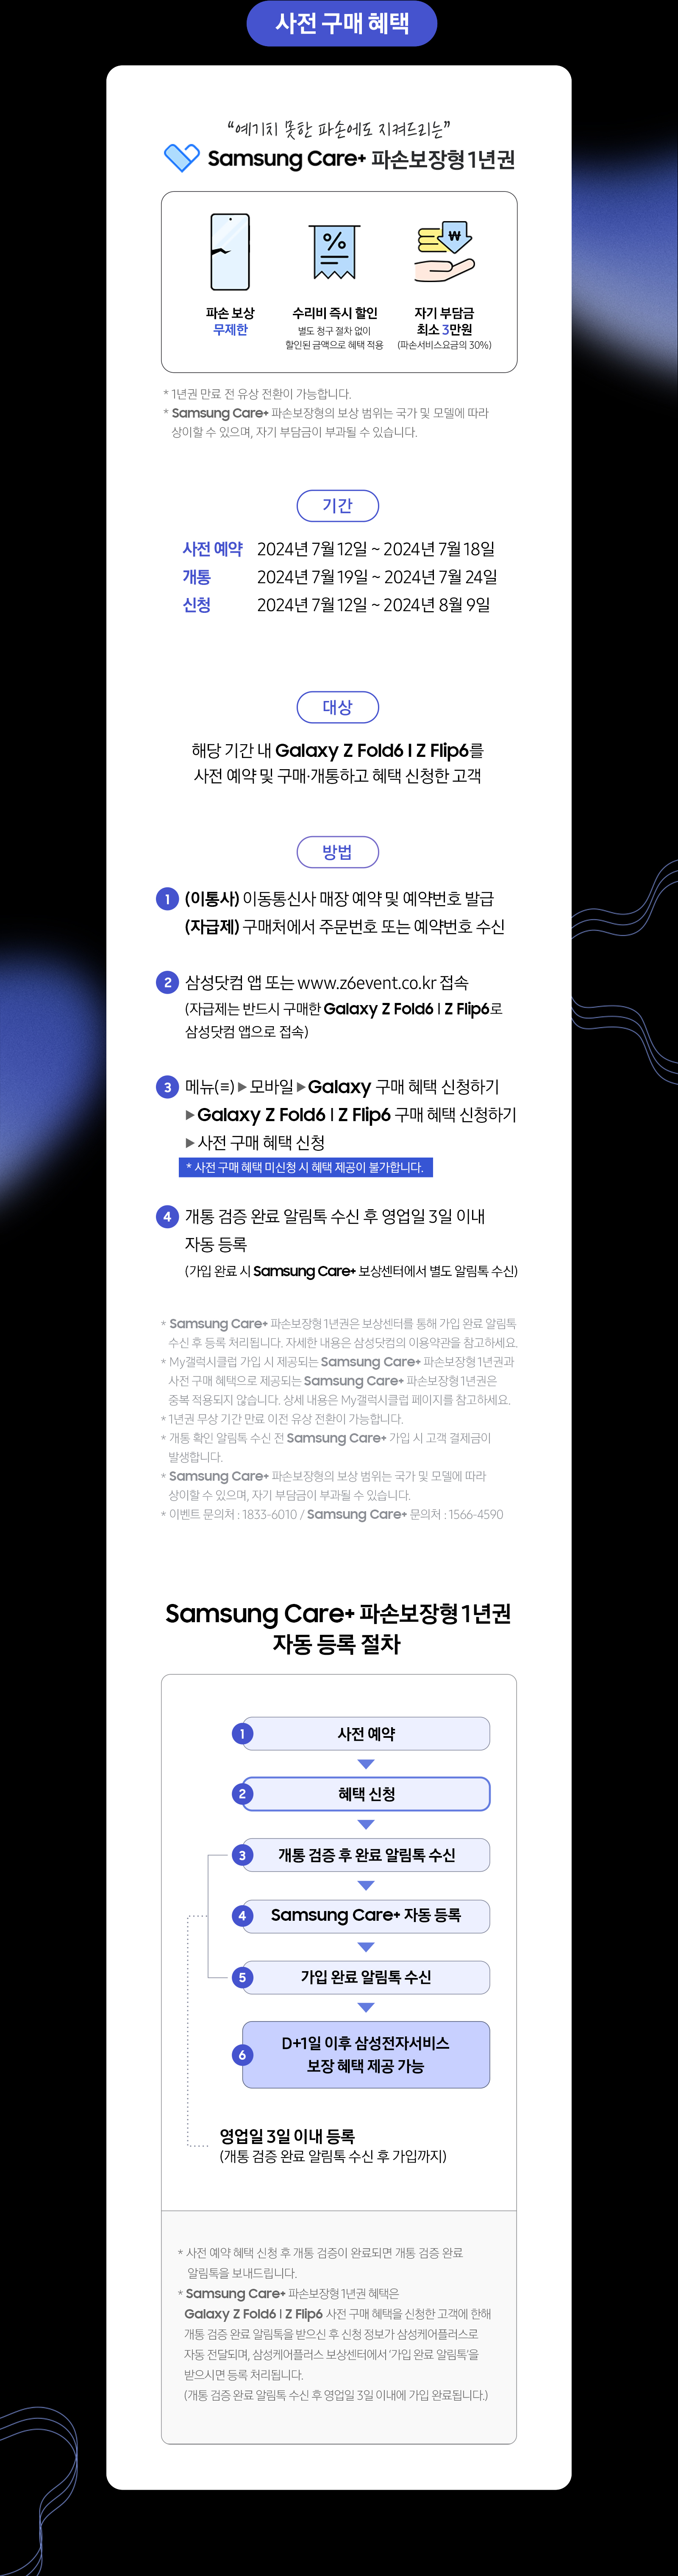 사전 구매 혜택
“예기치 못한 파손에도 지켜드리는”
Samsung Care+ 파손보장형 1년권
%
₩
파손 보상
무제한
수리비 즉시 할인
별도 청구 절차 없이
할인된 금액으로 혜택 적용
자기 부담금
최소 3만원
(파손서비스요금의 30%)
* 1년권 만료 전 유상 전환이 가능합니다.
* Samsung Care+ 파손보장형의 보상 범위는 국가 및 모델에 따라
상이할 수 있으며, 자기 부담금이 부과될 수 있습니다.
기간
사전 예약 2024년 7월 12일 ~ 2024년 7월 18일
개통 2024년 7월 19일 ~ 2024년 7월 24일
신청 2024년 7월 12일 ~ 2024년 8월 9일
대상
해당 기간 내 Galaxy Z Fold6 l Z Flip6를
사전 예약 및 구매·개통하고 혜택 신청한 고객
방법
1 (이통사) 이동통신사 매장 예약 및 예약번호 발급
(자급제) 구매처에서 주문번호 또는 예약번호 수신
2 삼성닷컴 앱 또는 www.z6event.co.kr 접속
(자급제는 반드시 구매한 Galaxy Z Fold6 l Z Flip6로
삼성닷컴 앱으로 접속)
3 메뉴(≡) ▶ 모바일 ▶ Galaxy 구매 혜택 신청하기
▶ Galaxy Z Fold6 l Z Flip6 구매 혜택 신청하기
▶ 사전 구매 혜택 신청
* 사전 구매 혜택 미신청 시 혜택 제공이 불가합니다.
4 개통 검증 완료 알림톡 수신 후 영업일 3일 이내
자동 등록
(가입 완료 시 Samsung Care+ 보상센터에서 별도 알림톡 수신)
* Samsung Care+ 파손보장형 1년권은 보상센터를 통해 가입 완료 알림톡
수신 후 등록 처리됩니다. 자세한 내용은 삼성닷컴의 이용약관을 참고하세요.
* My갤럭시클럽 가입 시 제공되는 Samsung Care+ 파손보장형 1년권과
사전 구매 혜택으로 제공되는 Samsung Care+ 파손보장형 1년권은
중복 적용되지 않습니다. 상세 내용은 My갤럭시클럽 페이지를 참고하세요.
* 1년권 무상 기간 만료 이전 유상 전환이 가능합니다.
* 개통 확인 알림톡 수신 전 Samsung Care+ 가입 시 고객 결제금이
발생합니다.
* Samsung Care+ 파손보장형의 보상 범위는 국가 및 모델에 따라
상이할 수 있으며, 자기 부담금이 부과될 수 있습니다.
* 이벤트 문의처 : 1833-6010 / Samsung Care+ 문의처 : 1566-4590
Samsung Care+ 파손보장형 1년권
자동 등록 절차
1 사전 예약
2 혜택 신청
3 개통 검증 후 완료 알림톡 수신
4 Samsung Care+ 자동 등록
5 가입 완료 알림톡 수신
6 D+1일 이후 삼성전자서비스
보장 혜택 제공 가능
영업일 3일 이내 등록
(개통 검증 완료 알림톡 수신 후 가입까지)
* 사전 예약 혜택 신청 후 개통 검증이 완료되면 개통 검증 완료
알림톡을 보내드립니다.
* Samsung Care+ 파손보장형 1년권 혜택은
Galaxy Z Fold6 l Z Flip6 사전 구매 혜택을 신청한 고객에 한해
개통 검증 완료 알림톡을 받으신 후 신청 정보가 삼성케어플러스로
자동 전달되며, 삼성케어플러스 보상센터에서 ‘가입 완료 알림톡’을
받으시면 등록 처리됩니다.
(개통 검증 완료 알림톡 수신 후 영업일 3일 이내에 가입 완료됩니다.)